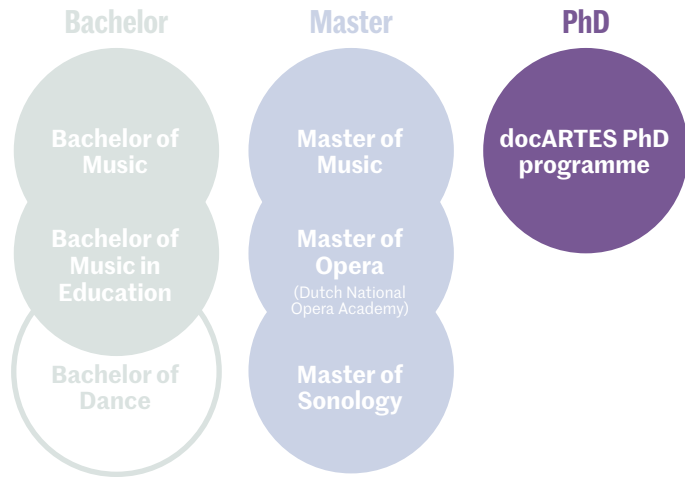 Bachelor
Bachelor of
Music
Bachelor of
Music in
Education
Bachelor of
Dance
Master
Master of
Music
Master of
Opera
(Dutch National
Opera Academy)
Master of
Sonology
PhD
docARTES PhD
programme